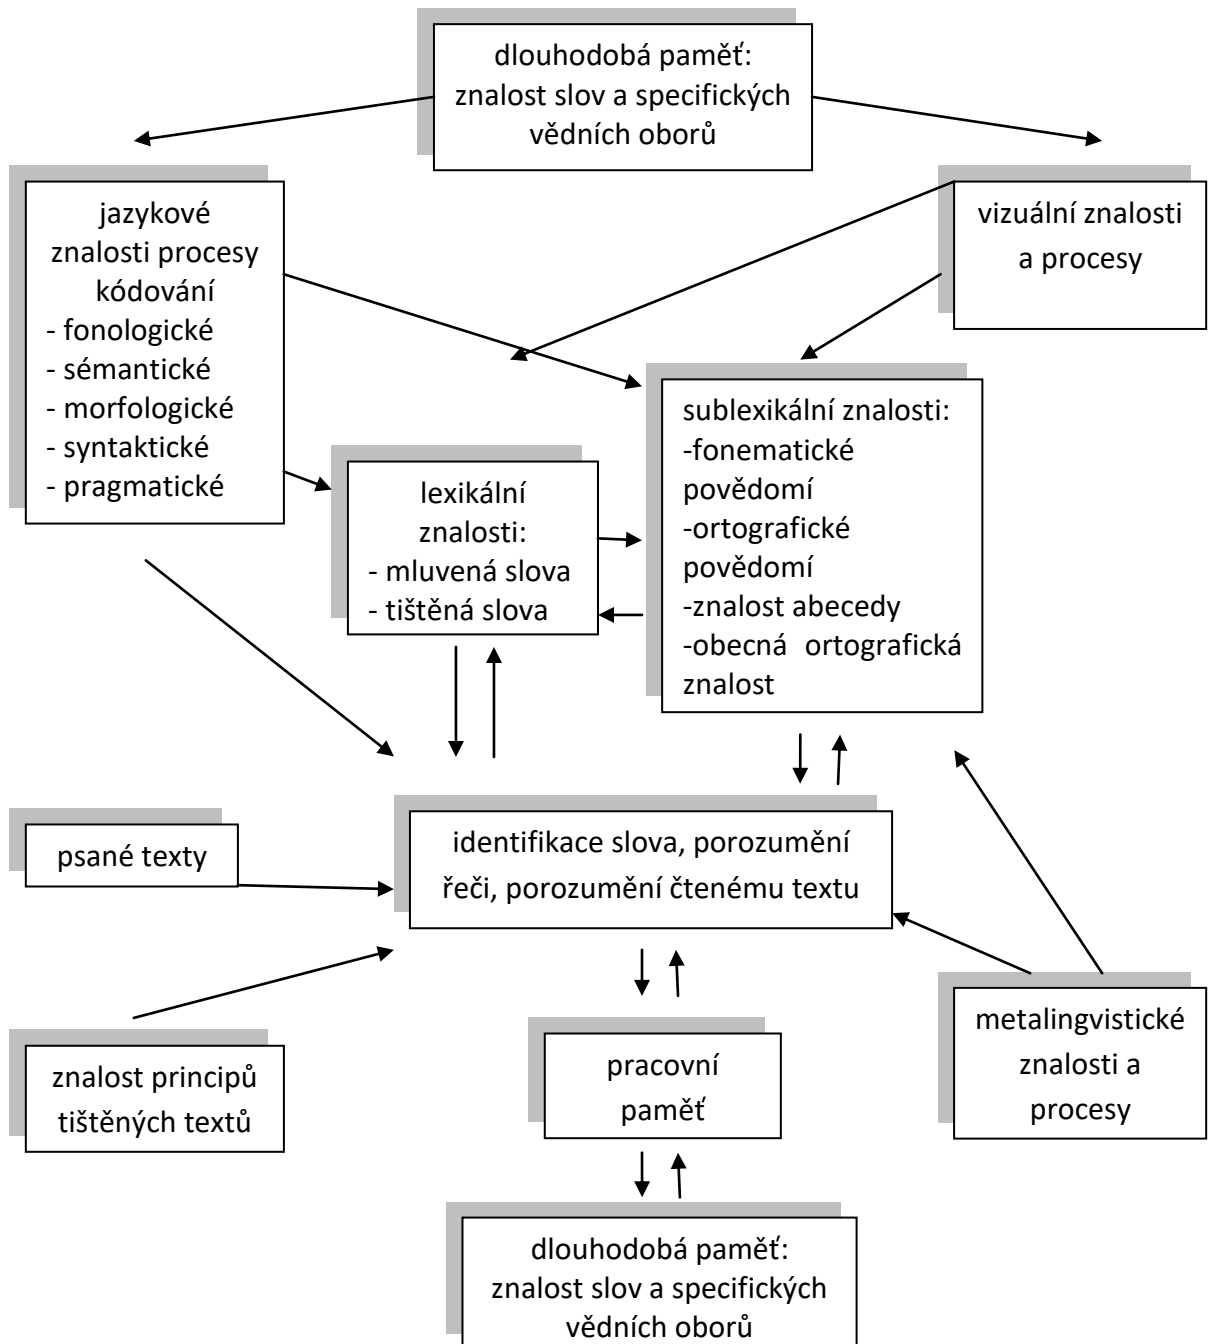 dlouhodobá paměť:
znalost slov a specifických
vědních oborů
jazykové
znalosti procesy
kódování
- fonologické
- sémantické
- morfologické
- syntaktické
- pragmatické
vizuální znalosti
a procesy
lexikální
znalosti:
- mluvená slova
- tištěná slova
sublexikální znalosti:
-fonematické
povědomí
-ortografické
povědomí
-znalost abecedy
-obecná ortografická
znalost
psané texty
identifikace slova, porozumění
řeči, porozumění čtenému textu
znalost principů
tištěných textů
pracovní
paměť
metalingvistické
znalosti a
procesy
dlouhodobá paměť:
znalost slov a specifických
vědních oborů